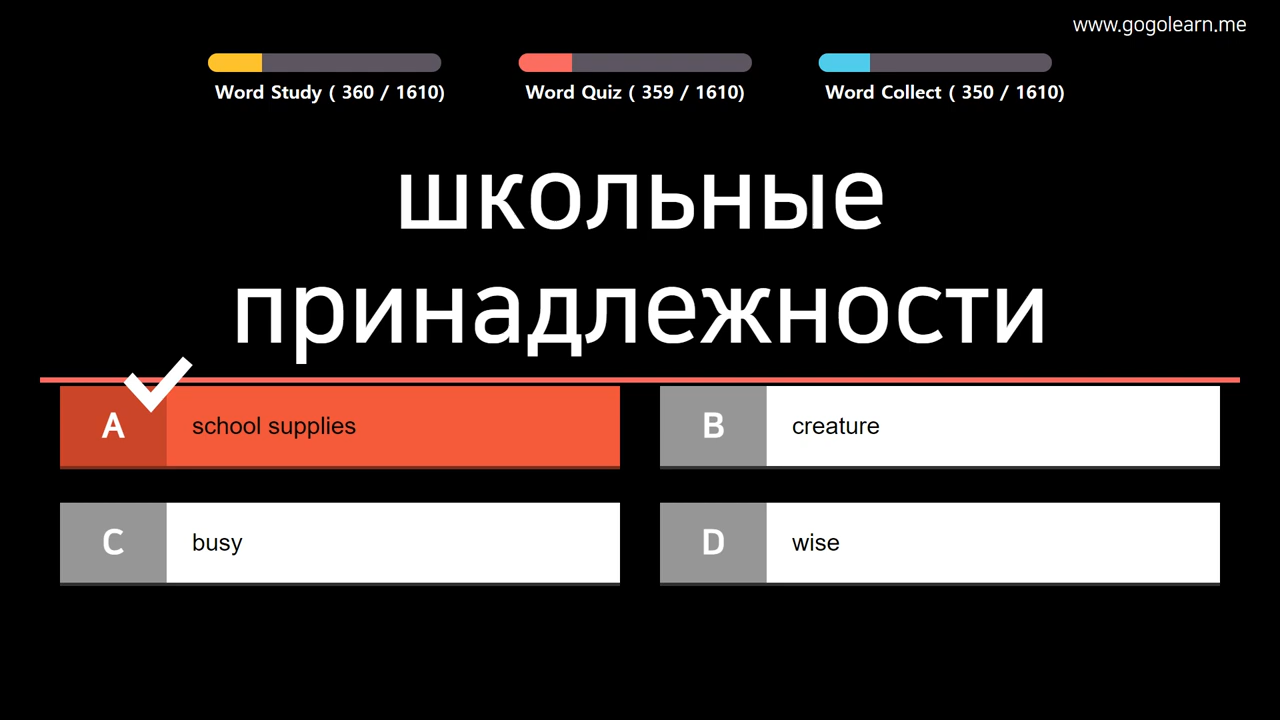 www.gogolearn.me
Word Study ( 360 / 1610)
Word Quiz ( 359 / 1610)
Word Collect ( 350 / 1610)
школьные
принадлежности
A school supplies
B creature
C busy
D wise